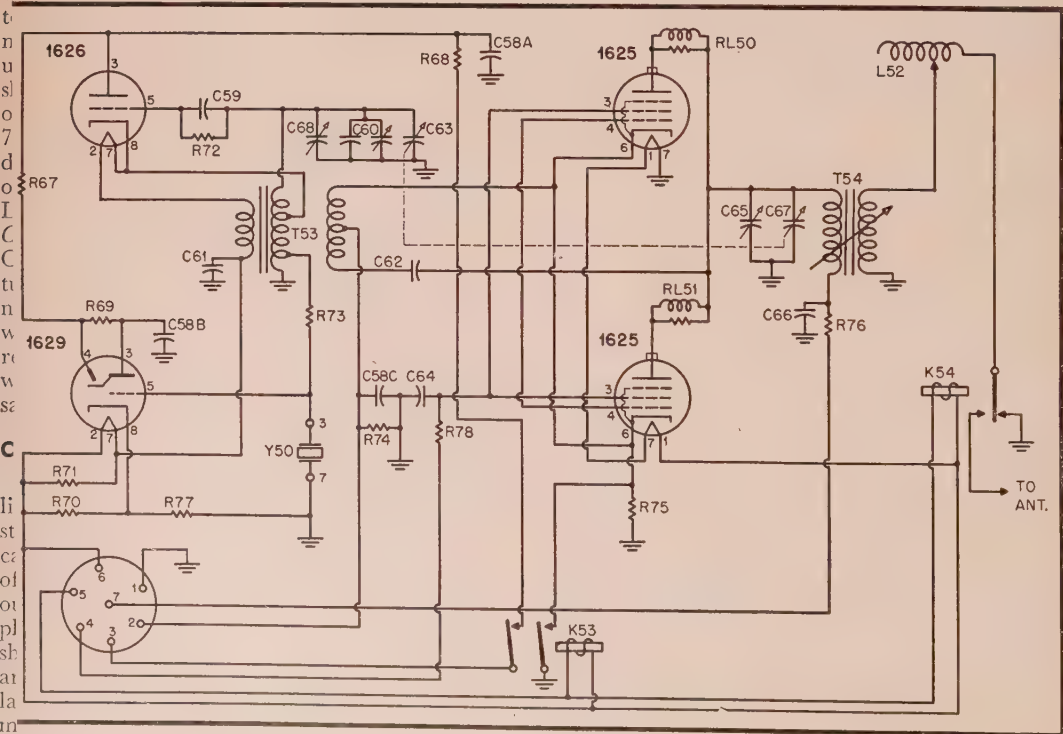 1626
3
5
2
7
8
C59
R72
R67
C68
C60
C63
R68
C58A
1625
RL50
3
4
6
1
7
L52
T53
C61
C62
R73
C65
C67
T54
C66
R76
RL51
1625
3
4
6
7
1
R69
C58B
1629
4
3
5
2
7
8
R71
R70
R77
Y50
3
7
C58C
C64
R74
R78
R75
K54
TO
ANT.
K53
6
5
7
1
4
3
2